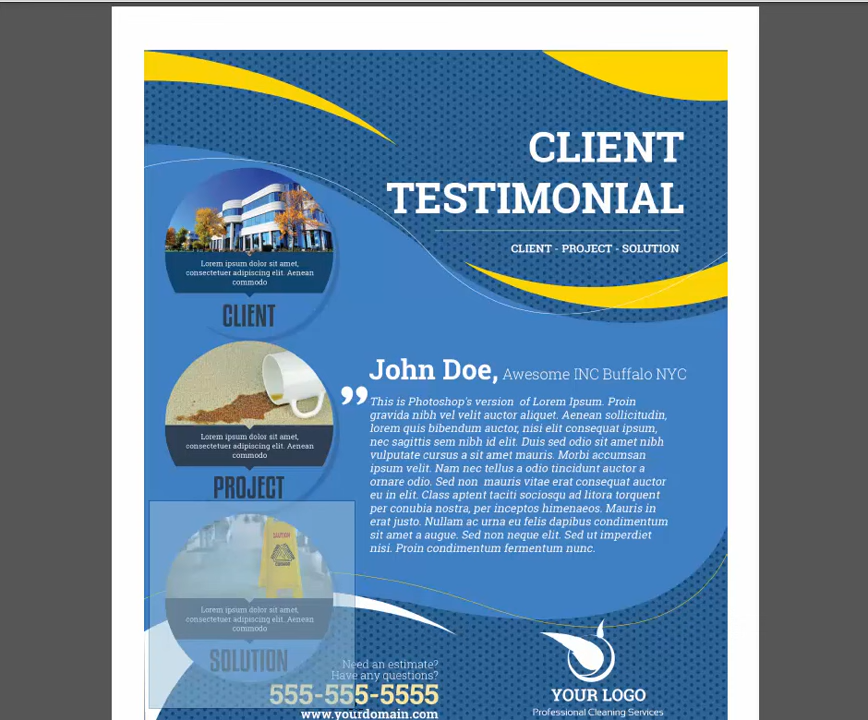 CLIENT
TESTIMONIAL
CLIENT - PROJECT - SOLUTION
Lorem ipsum dolor sit amet,
consectetuer adipiscing elit. Aenean
commodo
CLIENT
Lorem ipsum dolor sit amet,
consectetuer adipiscing elit. Aenean
commodo
PROJECT
CAUTION
Lorem ipsum dolor sit amet,
consectetuer adipiscing elit. Aenean
commodo
SOLUTION
John Doe, Awesome INC Buffalo NYC
” This is Photoshop's version of Lorem Ipsum. Proin
gravida nibh vel velit auctor aliquet. Aenean sollicitudin,
lorem quis bibendum auctor, nisi elit consequat ipsum,
nec sagittis sem nibh id elit. Duis sed odio sit amet nibh
vulputate cursus a sit amet mauris. Morbi accumsan
ipsum velit. Nam nec tellus a odio tincidunt auctor a
ornare odio. Sed non mauris vitae erat consequat auctor
eu in elit. Class aptent taciti sociosqu ad litora torquent
per conubia nostra, per inceptos himenaeos. Mauris in
erat justo. Nullam ac urna eu felis dapibus condimentum
sit amet a augue. Sed non neque elit. Sed ut imperdiet
nisi. Proin condimentum fermentum nunc.
Need an estimate?
Have any questions?
555-555-5555
www.yourdomain.com
YOUR LOGO
Professional Cleaning Services